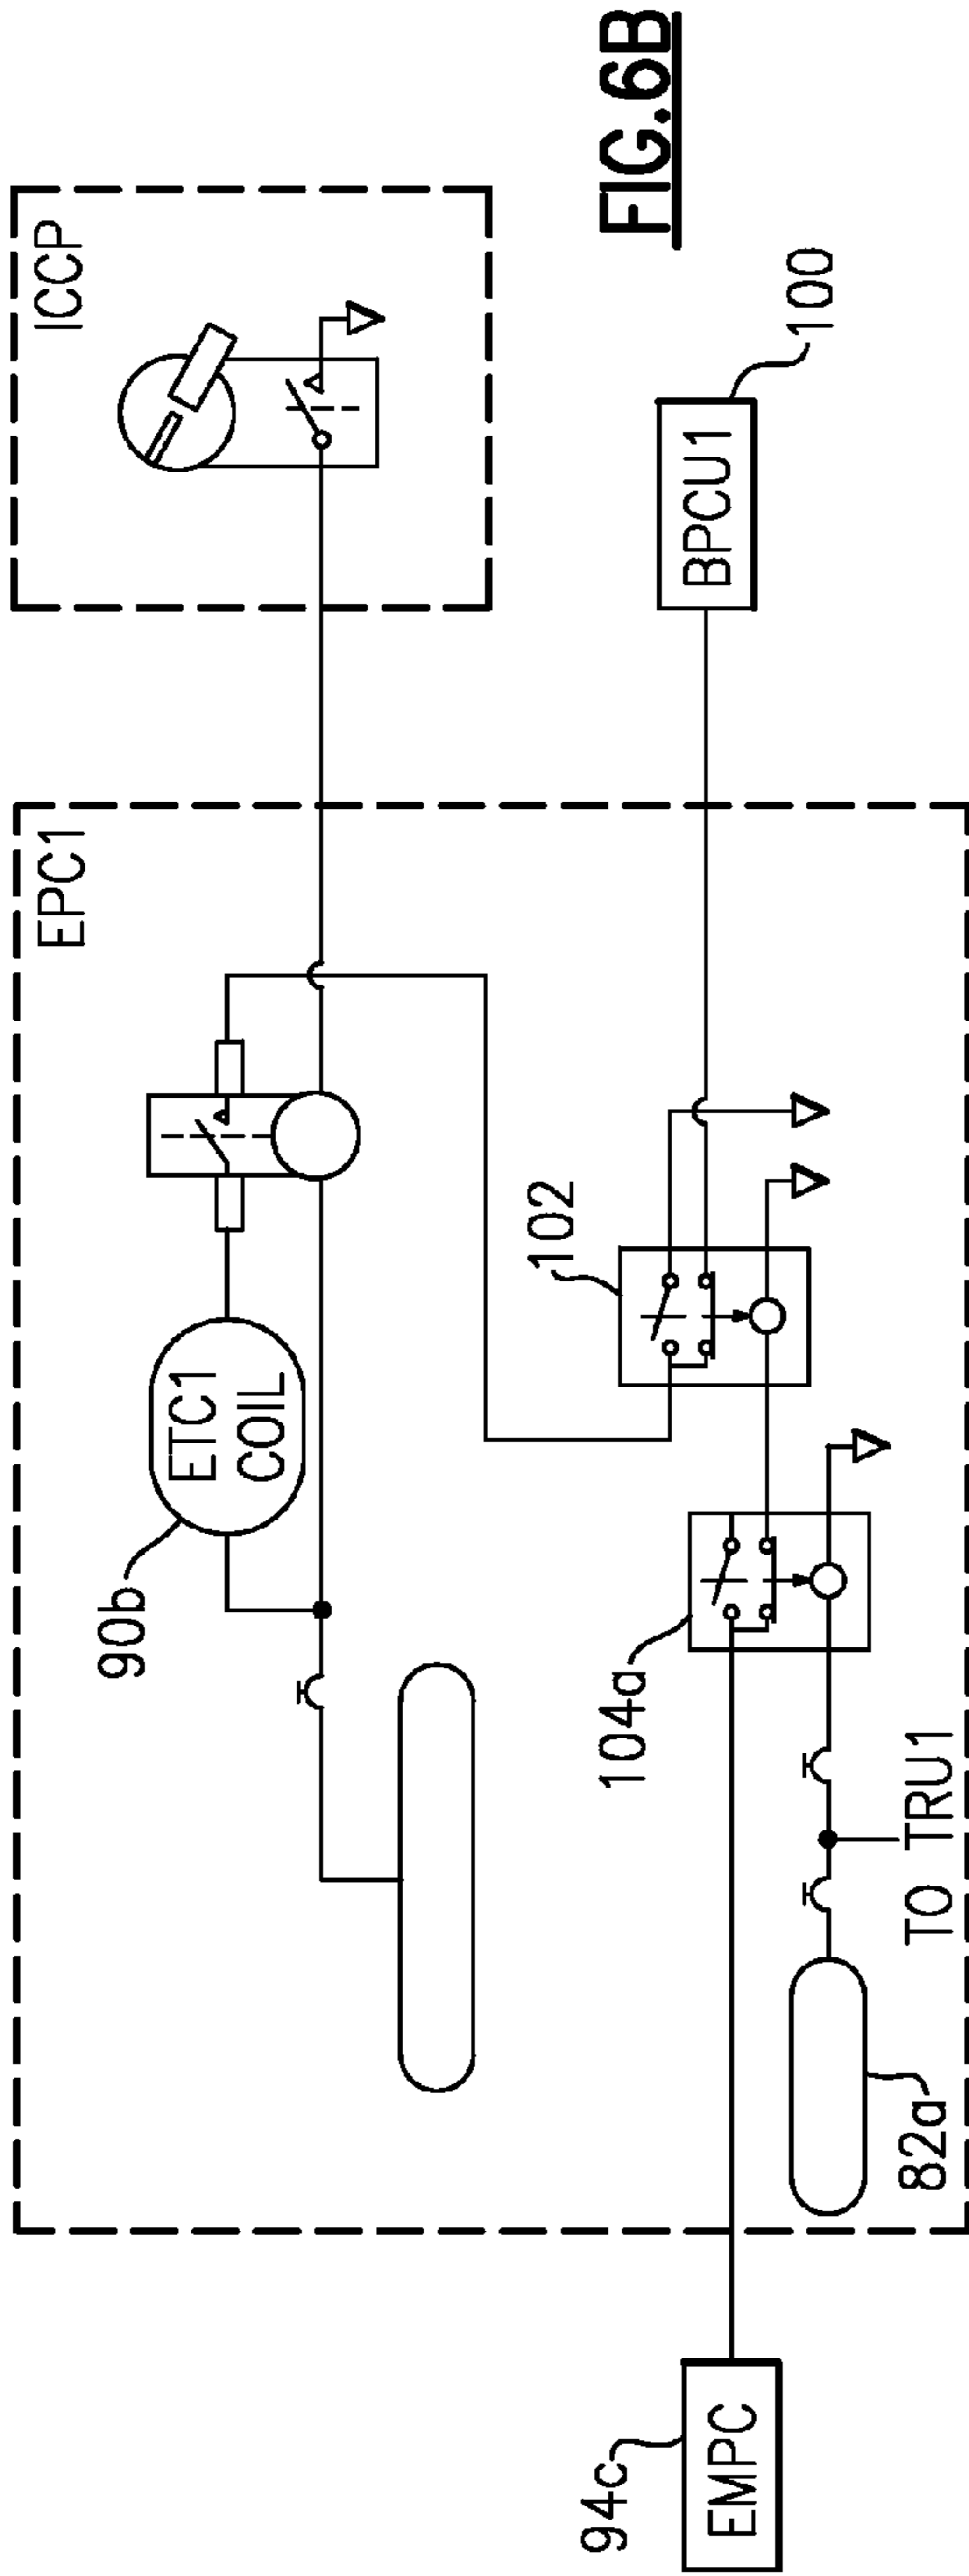 FIG.6B
ICCP
100
BPCU1
EPC1
102
ETC1
COIL
90b
104a
TO TRU1
82a
94c
EMPC